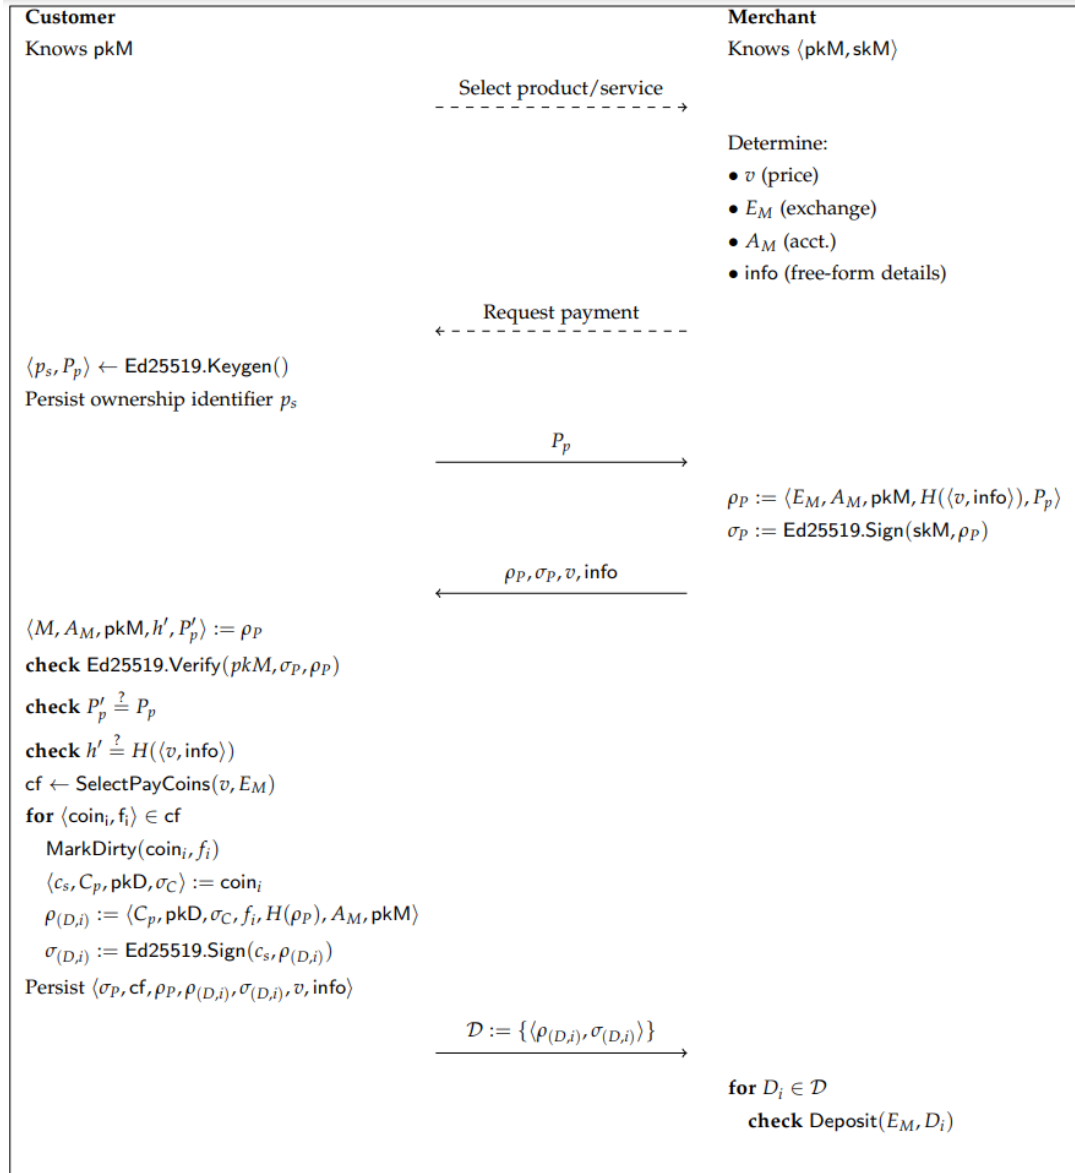 Customer Merchant
Knows pkM Knows ⟨pkM, skM⟩
Select product/service
Determine:
• v (price)
• E_M (exchange)
• A_M (acct.)
• info (free-form details)
Request payment
⟨p_s, P_p⟩ ← Ed25519.Keygen()
Persist ownership identifier p_s
P_p
ρ_P := ⟨E_M, A_M, pkM, H(⟨v, info⟩), P_p⟩
σ_P := Ed25519.Sign(skM, ρ_P)
ρ_P, σ_P, v, info
⟨M, A_M, pkM, h′, P′_p⟩ := ρ_P
check Ed25519.Verify(pkM, σ_P, ρ_P)
check P′_p ≟ P_p
check h′ ≟ H(⟨v, info⟩)
cf ← SelectPayCoins(v, E_M)
for ⟨coin_i, f_i⟩ ∈ cf
MarkDirty(coin_i, f_i)
⟨c_s, C_p, pkD, σ_C⟩ := coin_i
ρ_(D,i) := ⟨C_p, pkD, σ_C, f_i, H(ρ_P), A_M, pkM⟩
σ_(D,i) := Ed25519.Sign(c_s, ρ_(D,i))
Persist ⟨σ_P, cf, ρ_P, ρ_(D,i), σ_(D,i), v, info⟩
𝒟 := {⟨ρ_(D,i), σ_(D,i)⟩}
for D_i ∈ 𝒟
check Deposit(E_M, D_i)